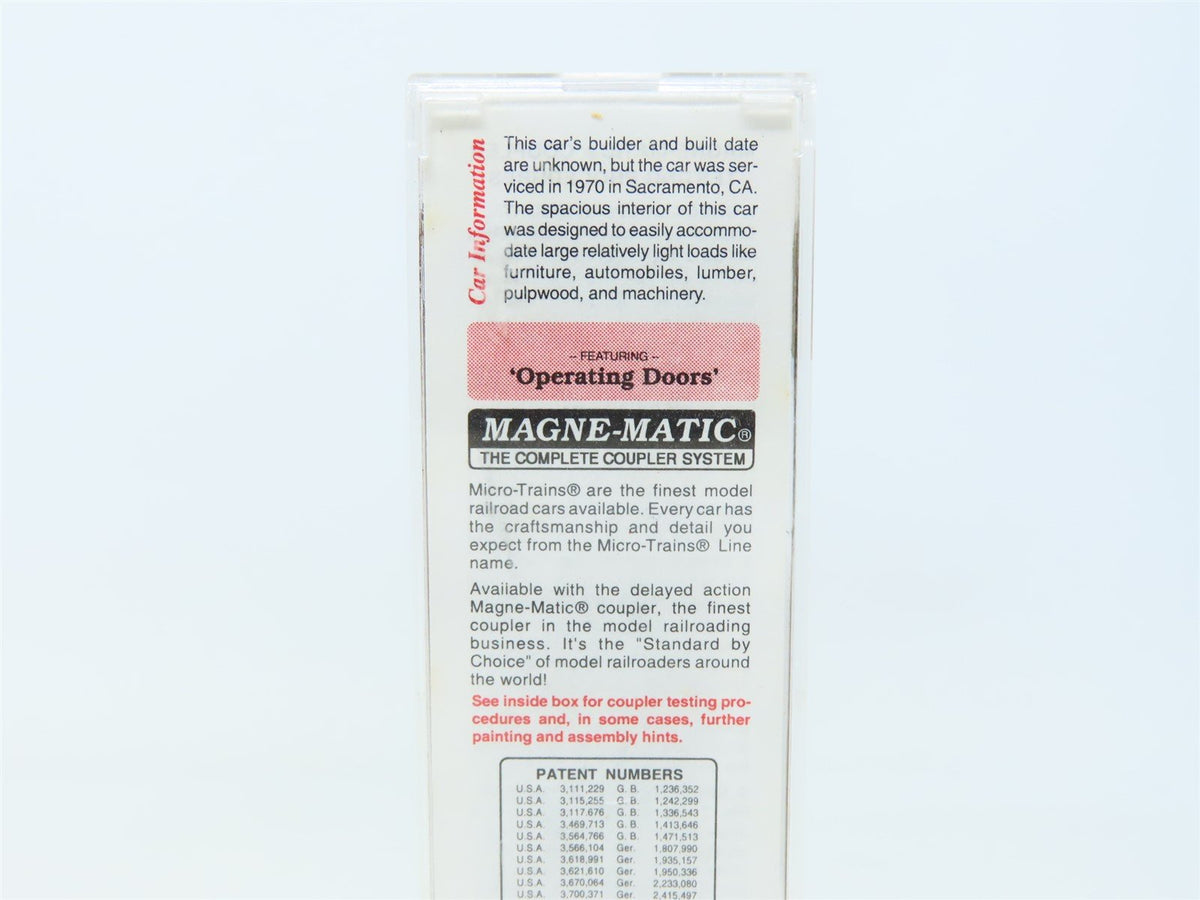 Car Information
This car's builder and built date
are unknown, but the car was ser-
viced in 1970 in Sacramento, CA.
The spacious interior of this car
was designed to easily accommo-
date large relatively light loads like
furniture, automobiles, lumber,
pulpwood, and machinery.
-- FEATURING --
'Operating Doors'
MAGNE-MATIC®
THE COMPLETE COUPLER SYSTEM
Micro-Trains® are the finest model
railroad cars available. Every car has
the craftsmanship and detail you
expect from the Micro-Trains® Line
name.
Available with the delayed action
Magne-Matic® coupler, the finest
coupler in the model railroading
business. It's the "Standard by
Choice" of model railroaders around
the world!
See inside box for coupler testing pro-
cedures and, in some cases, further
painting and assembly hints.
PATENT NUMBERS
U.S.A. 3,111,229 G.B. 1,236,352
U.S.A. 3,115,255 G.B. 1,242,299
U.S.A. 3,117,676 G.B. 1,336,543
U.S.A. 3,469,713 G.B. 1,413,646
U.S.A. 3,564,766 G.B. 1,471,513
U.S.A. 3,566,104 Ger. 1,807,990
U.S.A. 3,618,991 Ger. 1,935,157
U.S.A. 3,621,610 Ger. 1,950,336
U.S.A. 3,670,064 Ger. 2,233,080
U.S.A. 3,700,371 Ger. 2,415,497